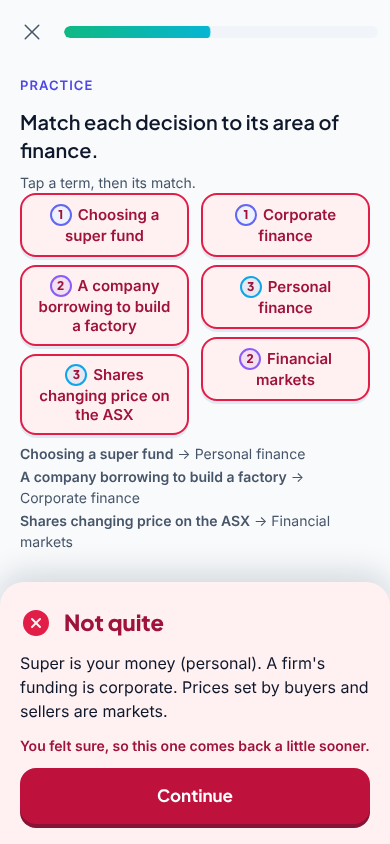 PRACTICE
Match each decision to its area of
finance.
Tap a term, then its match.
1 Choosing a
super fund
2 A company
borrowing to build
a factory
3 Shares
changing price on
the ASX
1 Corporate
finance
3 Personal
finance
2 Financial
markets
Choosing a super fund → Personal finance
A company borrowing to build a factory →
Corporate finance
Shares changing price on the ASX → Financial
markets
Not quite
Super is your money (personal). A firm's
funding is corporate. Prices set by buyers and
sellers are markets.
You felt sure, so this one comes back a little sooner.
Continue